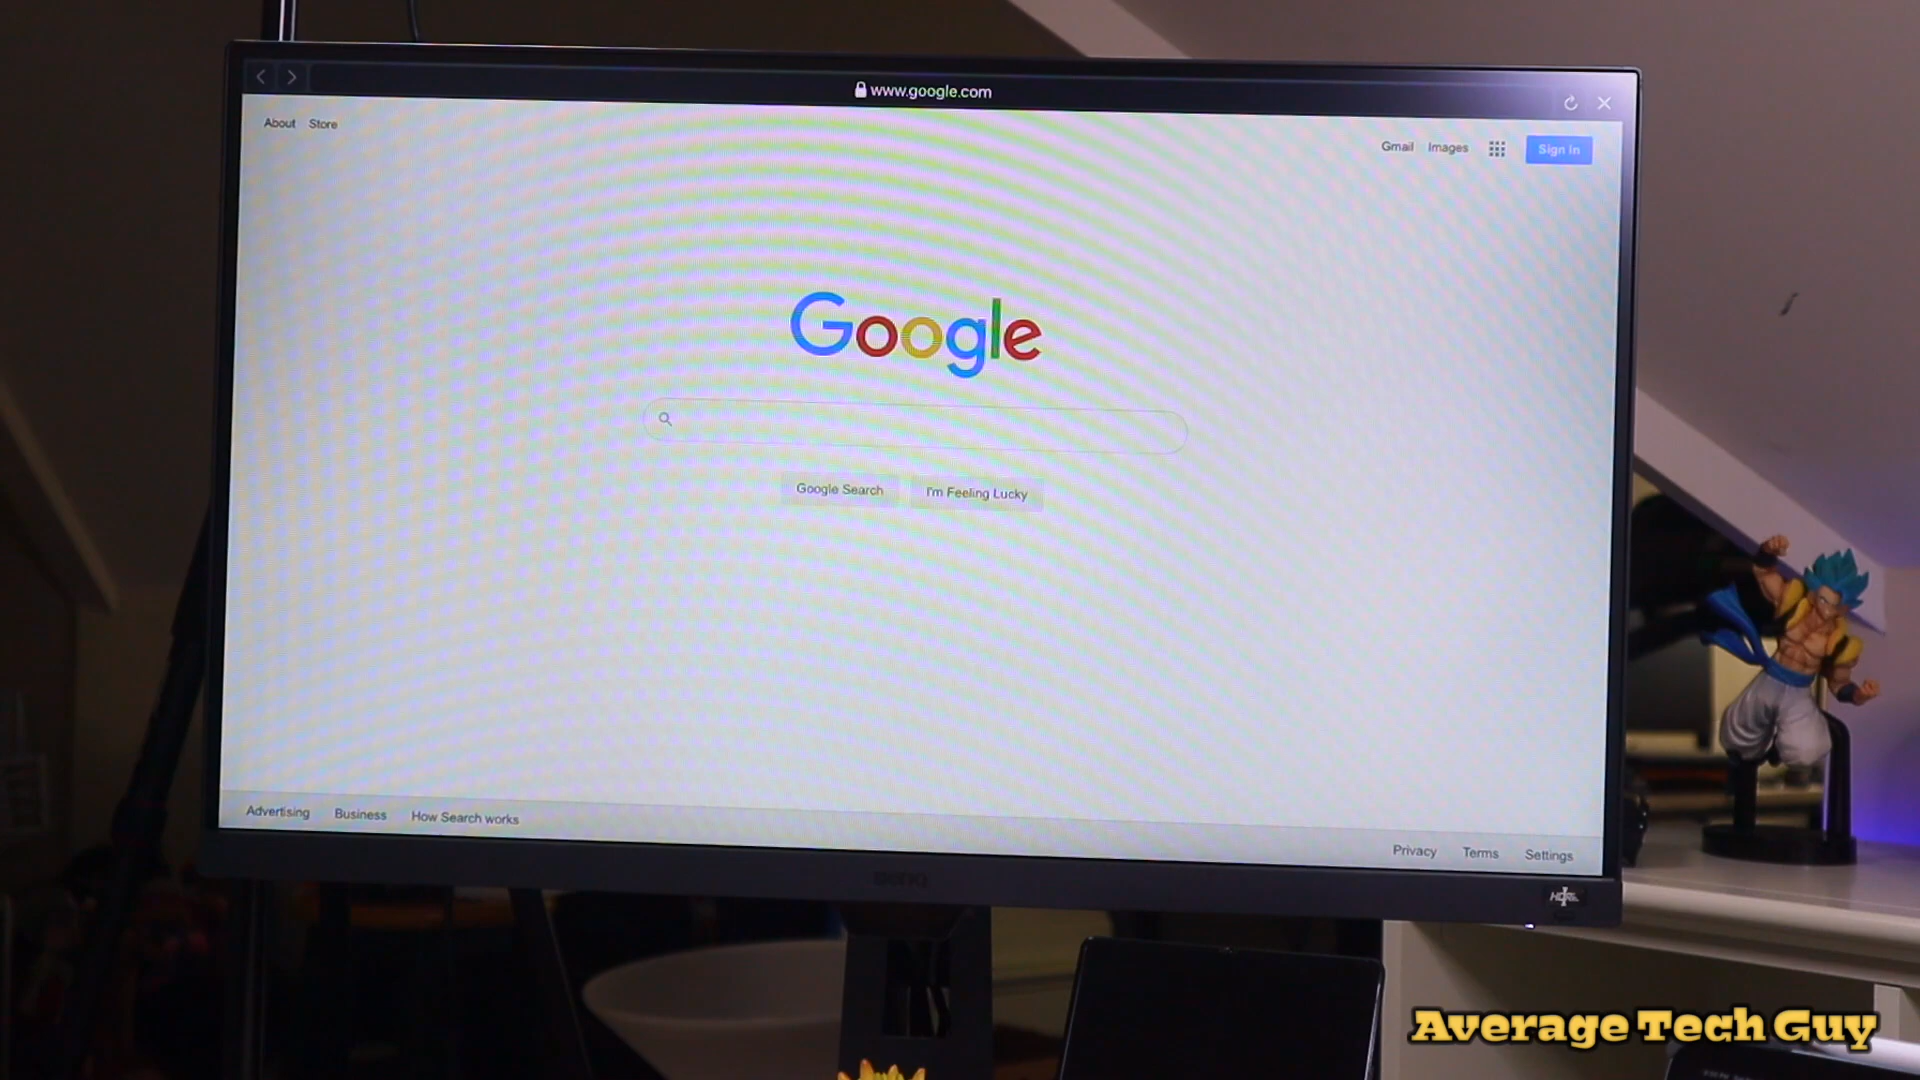 www.google.com
About Store
Gmail Images Sign in
Google
Google Search I'm Feeling Lucky
Advertising Business How Search works
Privacy Terms Settings
BenQ
Average Tech Guy